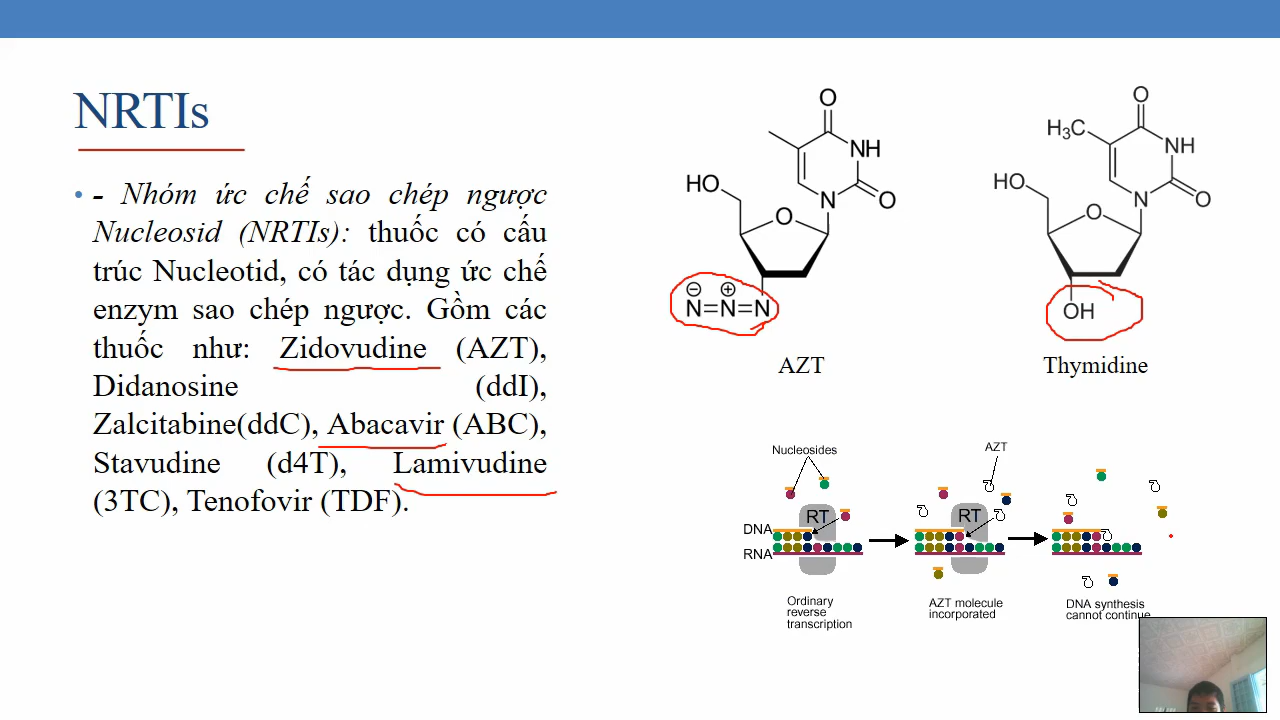 NRTIs
• - Nhóm ức chế sao chép ngược
Nucleosid (NRTIs): thuốc có cấu
trúc Nucleotid, có tác dụng ức chế
enzym sao chép ngược. Gồm các
thuốc như: Zidovudine (AZT),
Didanosine (ddI),
Zalcitabine(ddC), Abacavir (ABC),
Stavudine (d4T), Lamivudine
(3TC), Tenofovir (TDF).
O
NH
HO
O
N
O
N=N=N
AZT
O
H3C
NH
HO
O
N
O
OH
Thymidine
Nucleosides
RT
DNA
RNA
Ordinary
reverse
transcription
AZT
RT
AZT molecule
incorporated
DNA synthesis
cannot continue